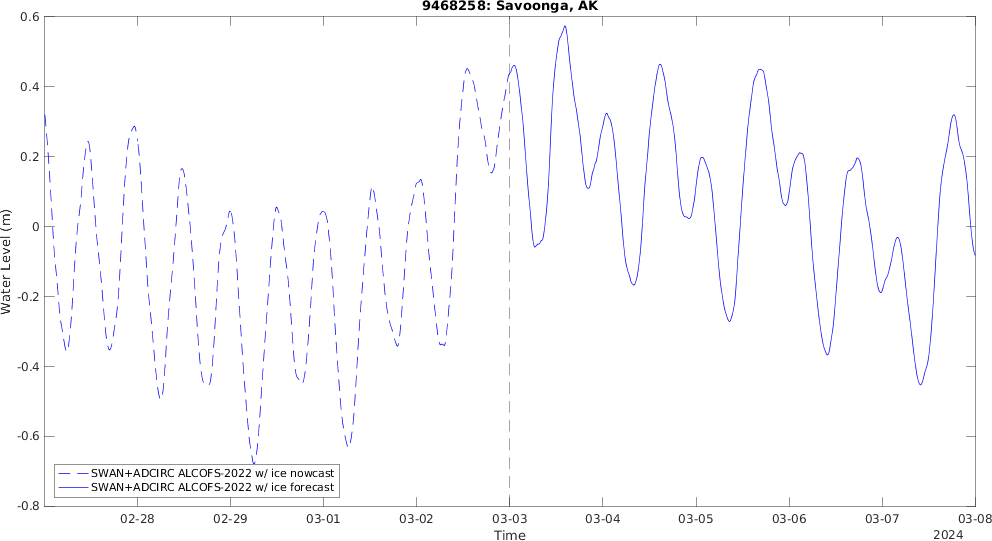 9468258: Savoonga, AK
0.6
0.4
0.2
0
-0.2
-0.4
-0.6
-0.8
Water Level (m)
SWAN+ADCIRC ALCOFS-2022 w/ ice nowcast
SWAN+ADCIRC ALCOFS-2022 w/ ice forecast
02-28 02-29 03-01 03-02 03-03 03-04 03-05 03-06 03-07 03-08
Time
2024